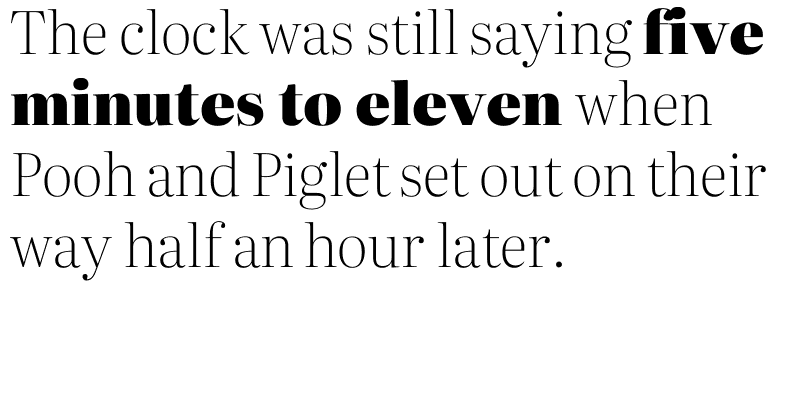 The clock was still saying five
minutes to eleven when
Pooh and Piglet set out on their
way half an hour later.